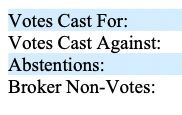 Votes Cast For:
Votes Cast Against:
Abstentions:
Broker Non-Votes: